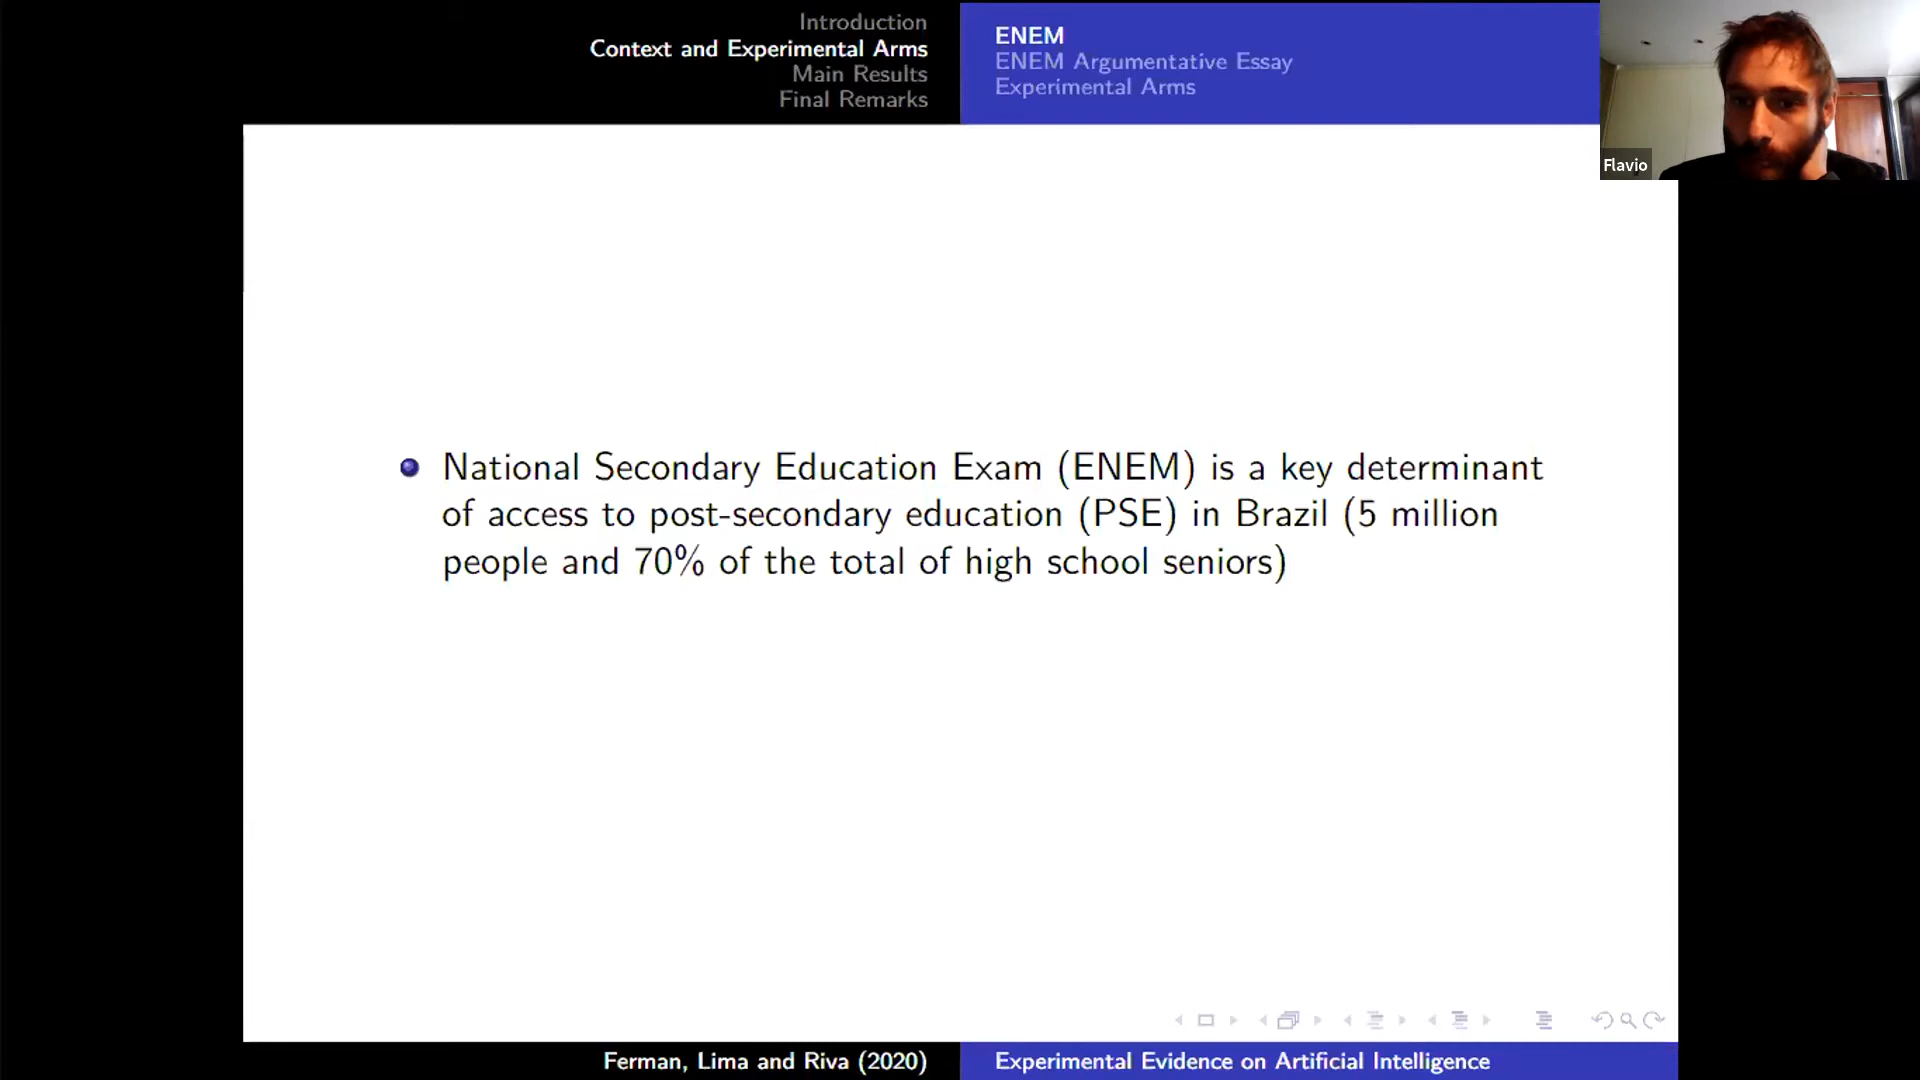 Introduction
Context and Experimental Arms
Main Results
Final Remarks
ENEM
ENEM Argumentative Essay
Experimental Arms
Flavio
National Secondary Education Exam (ENEM) is a key determinant
of access to post-secondary education (PSE) in Brazil (5 million
people and 70% of the total of high school seniors)
Ferman, Lima and Riva (2020)
Experimental Evidence on Artificial Intelligence